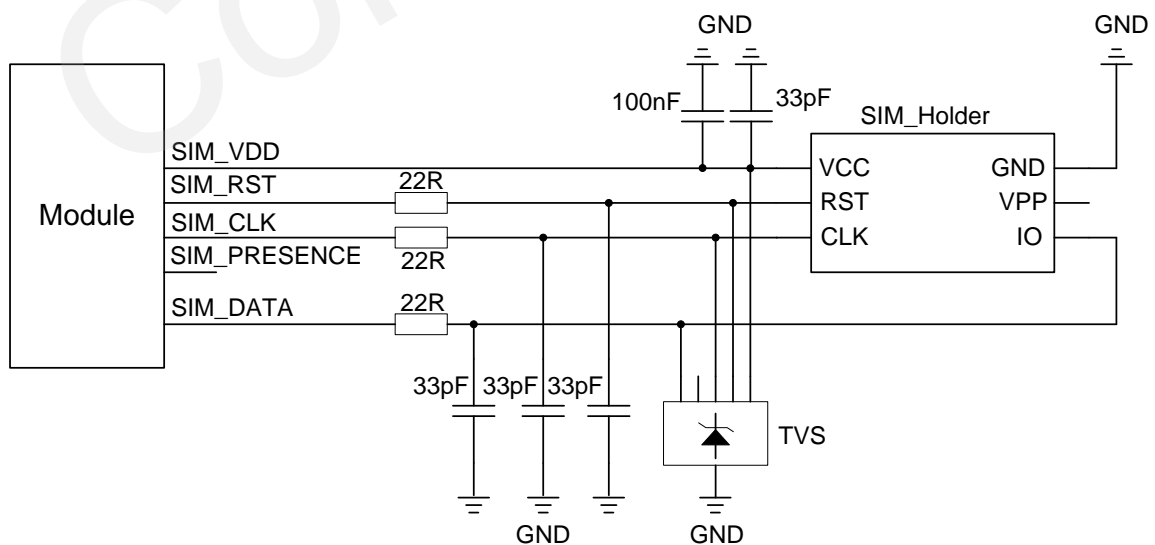 GND
GND
100nF
33pF
SIM_Holder
SIM_VDD
VCC
GND
SIM_RST
22R
RST
VPP
Module
SIM_CLK
CLK
IO
SIM_PRESENCE
22R
SIM_DATA
22R
33pF
33pF
33pF
TVS
GND
GND